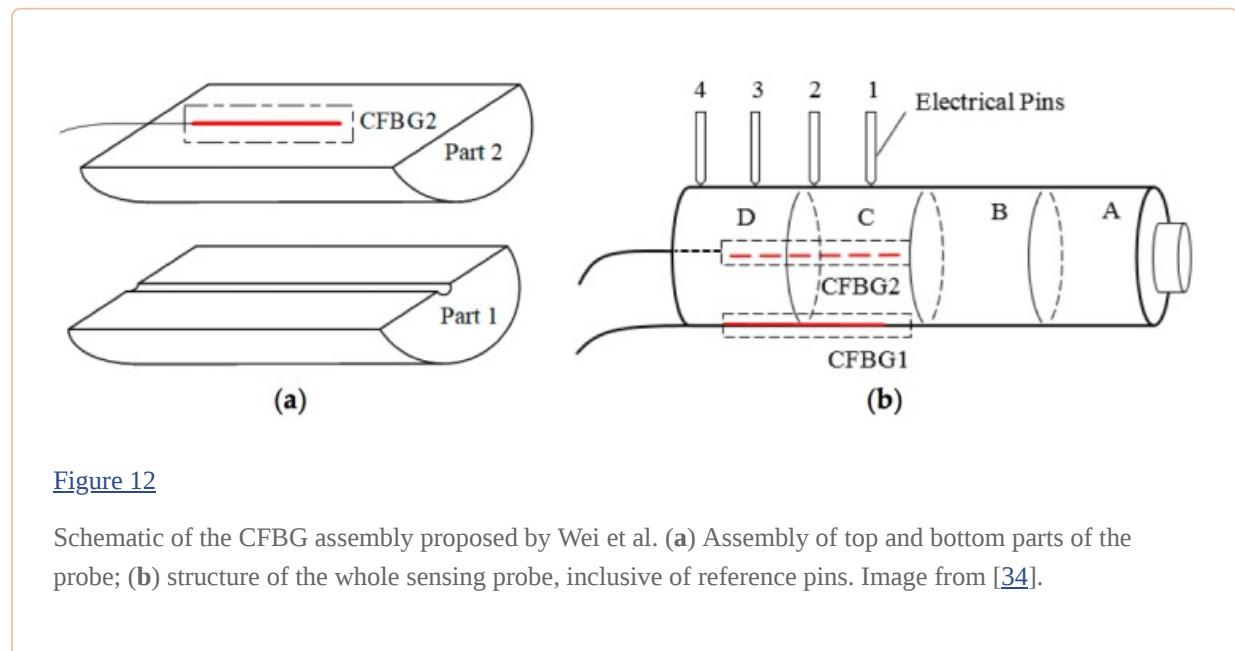 CFBG2
Part 2
Part 1
(a)
4 3 2 1
Electrical Pins
D C B A
CFBG2
CFBG1
(b)
Figure 12
Schematic of the CFBG assembly proposed by Wei et al. (a) Assembly of top and bottom parts of the
probe; (b) structure of the whole sensing probe, inclusive of reference pins. Image from [34].